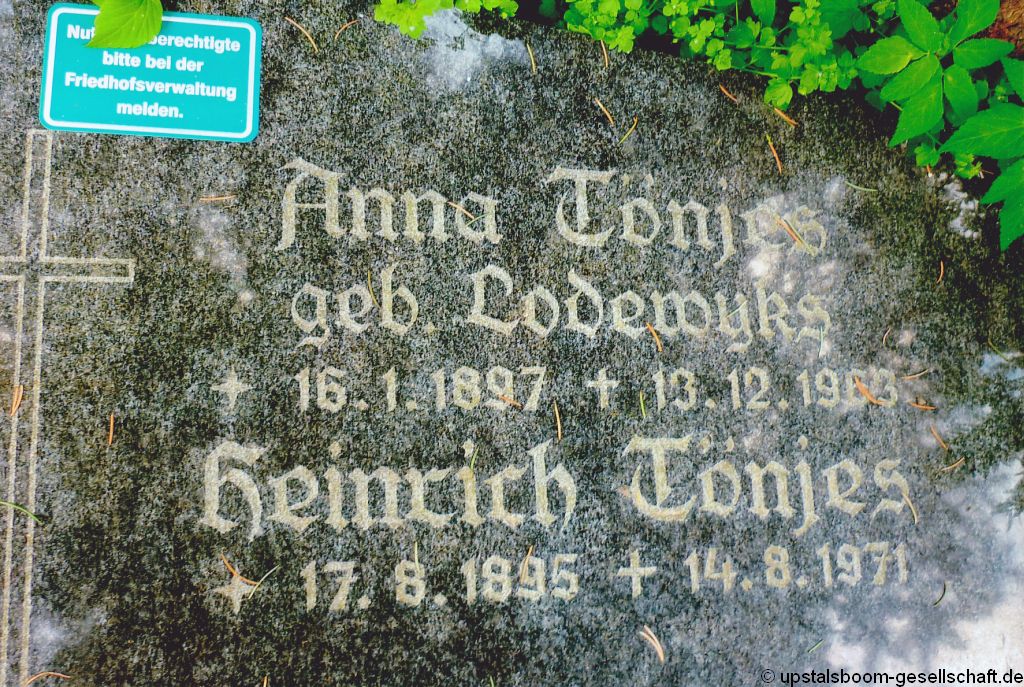 berechtigte
bitte bei der
Friedhofsverwaltung
melden.
Anna Tönjes
geb. Lodewyks
16. 1. 1897 † 13. 12. 1963
Heinrich Tönjes
17. 8. 1895 † 14. 8. 1971
© upstalsboom-gesellschaft.de